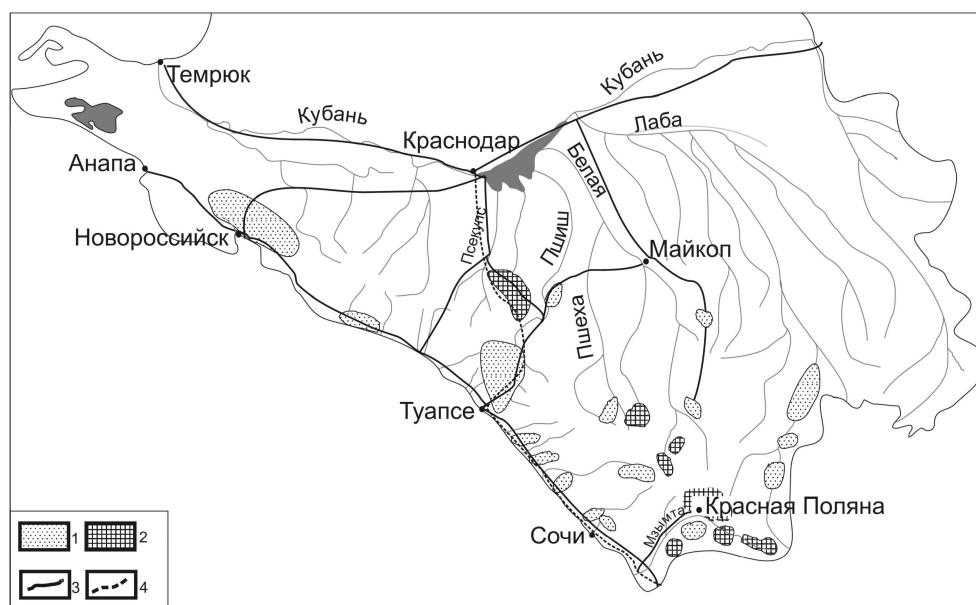 Темрюк
Кубань
Кубань
Краснодар
Лаба
Анапа
Белая
Новороссийск
Псекупс
Пшиш
Майкоп
Пшеха
Туапсе
Красная Поляна
Мзымта
Сочи
1
2
3
4